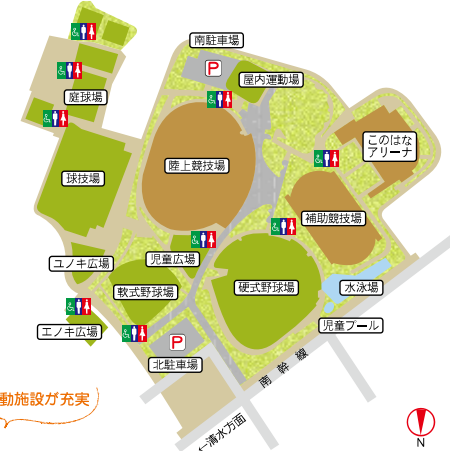 南駐車場
P
屋内運動場
庭球場
このはな
アリーナ
陸上競技場
球技場
補助競技場
ユノキ広場
児童広場
軟式野球場
硬式野球場
水泳場
エノキ広場
児童プール
P
北駐車場
南幹線
動施設が充実
←清水方面
N